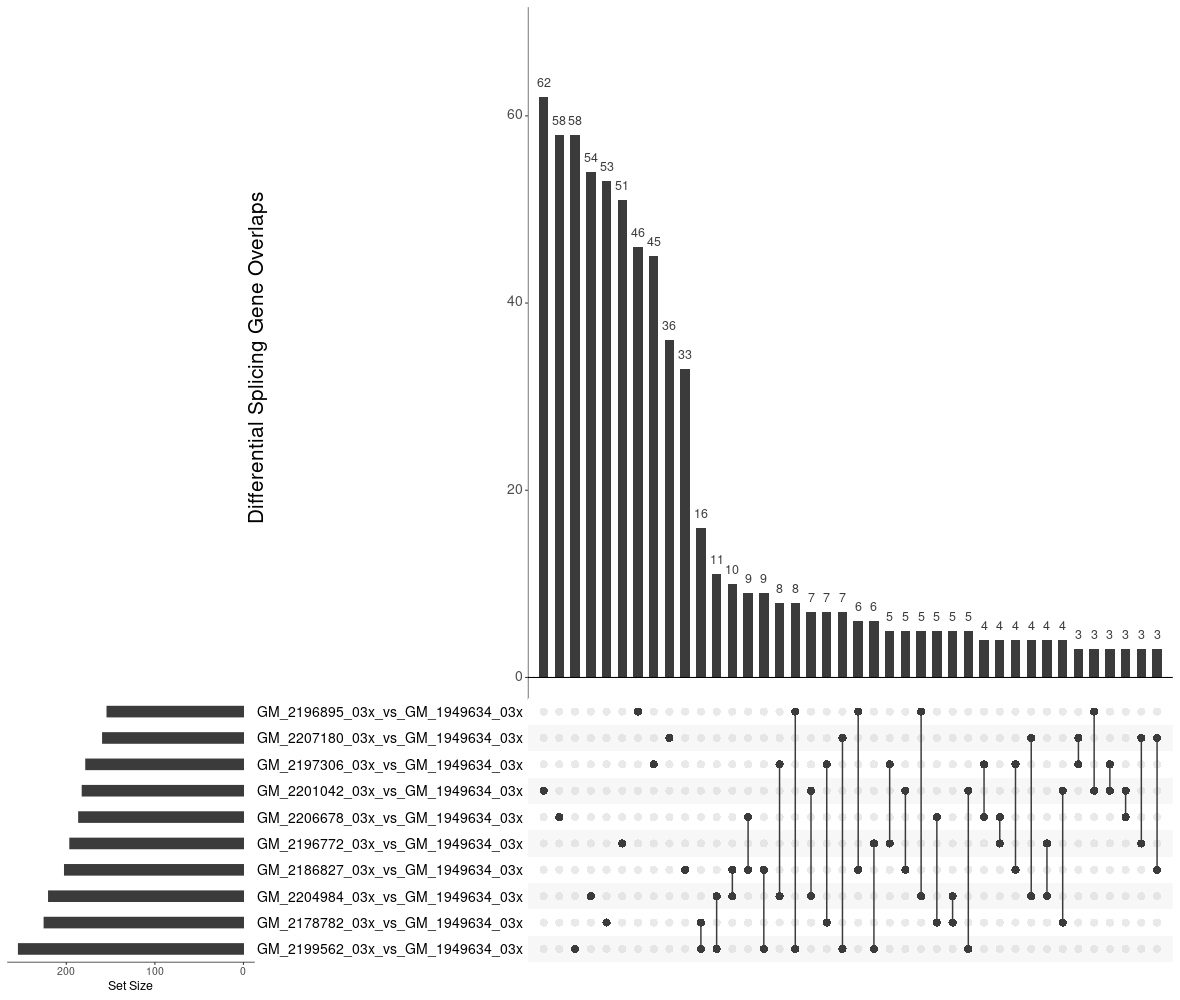 62
58 58
54
53
51
46
45
36
33
16
11
10
9 9
8 8
7 7 7
6 6
5 5 5 5 5 5
4 4 4 4 4 4
3 3 3 3 3 3
60
40
20
0
Differential Splicing Gene Overlaps
GM_2196895_03x_vs_GM_1949634_03x
GM_2207180_03x_vs_GM_1949634_03x
GM_2197306_03x_vs_GM_1949634_03x
GM_2201042_03x_vs_GM_1949634_03x
GM_2206678_03x_vs_GM_1949634_03x
GM_2196772_03x_vs_GM_1949634_03x
GM_2186827_03x_vs_GM_1949634_03x
GM_2204984_03x_vs_GM_1949634_03x
GM_2178782_03x_vs_GM_1949634_03x
GM_2199562_03x_vs_GM_1949634_03x
200 100 0
Set Size